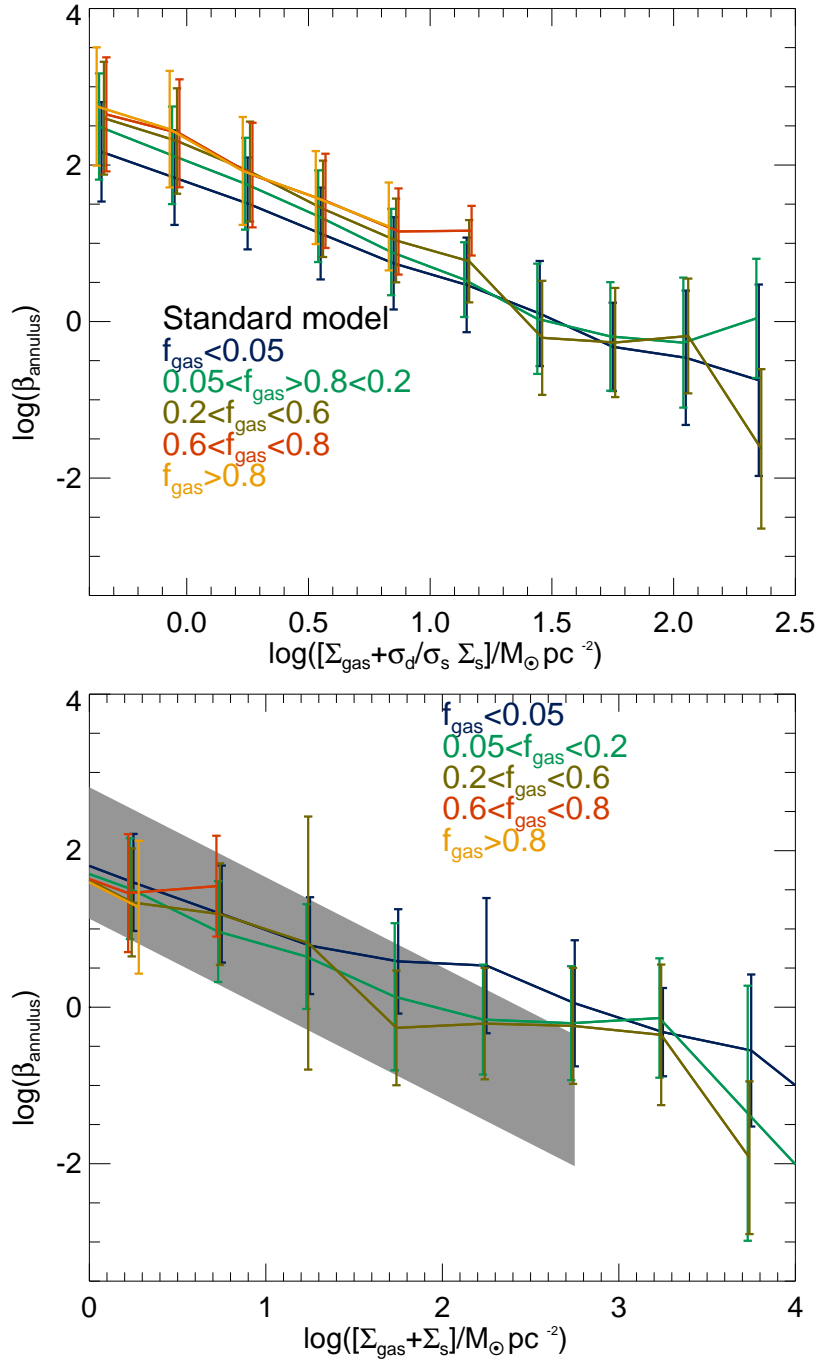 4
2
0
-2
log(β_annulus)
Standard model
f_gas<0.05
0.05<f_gas>0.8<0.2
0.2<f_gas<0.6
0.6<f_gas<0.8
f_gas>0.8
0.0 0.5 1.0 1.5 2.0 2.5
log([Σ_gas+σ_d/σ_s Σ_s]/M_⊙ pc^-2)
4
2
0
-2
log(β_annulus)
f_gas<0.05
0.05<f_gas<0.2
0.2<f_gas<0.6
0.6<f_gas<0.8
f_gas>0.8
0 1 2 3 4
log([Σ_gas+Σ_s]/M_⊙ pc^-2)